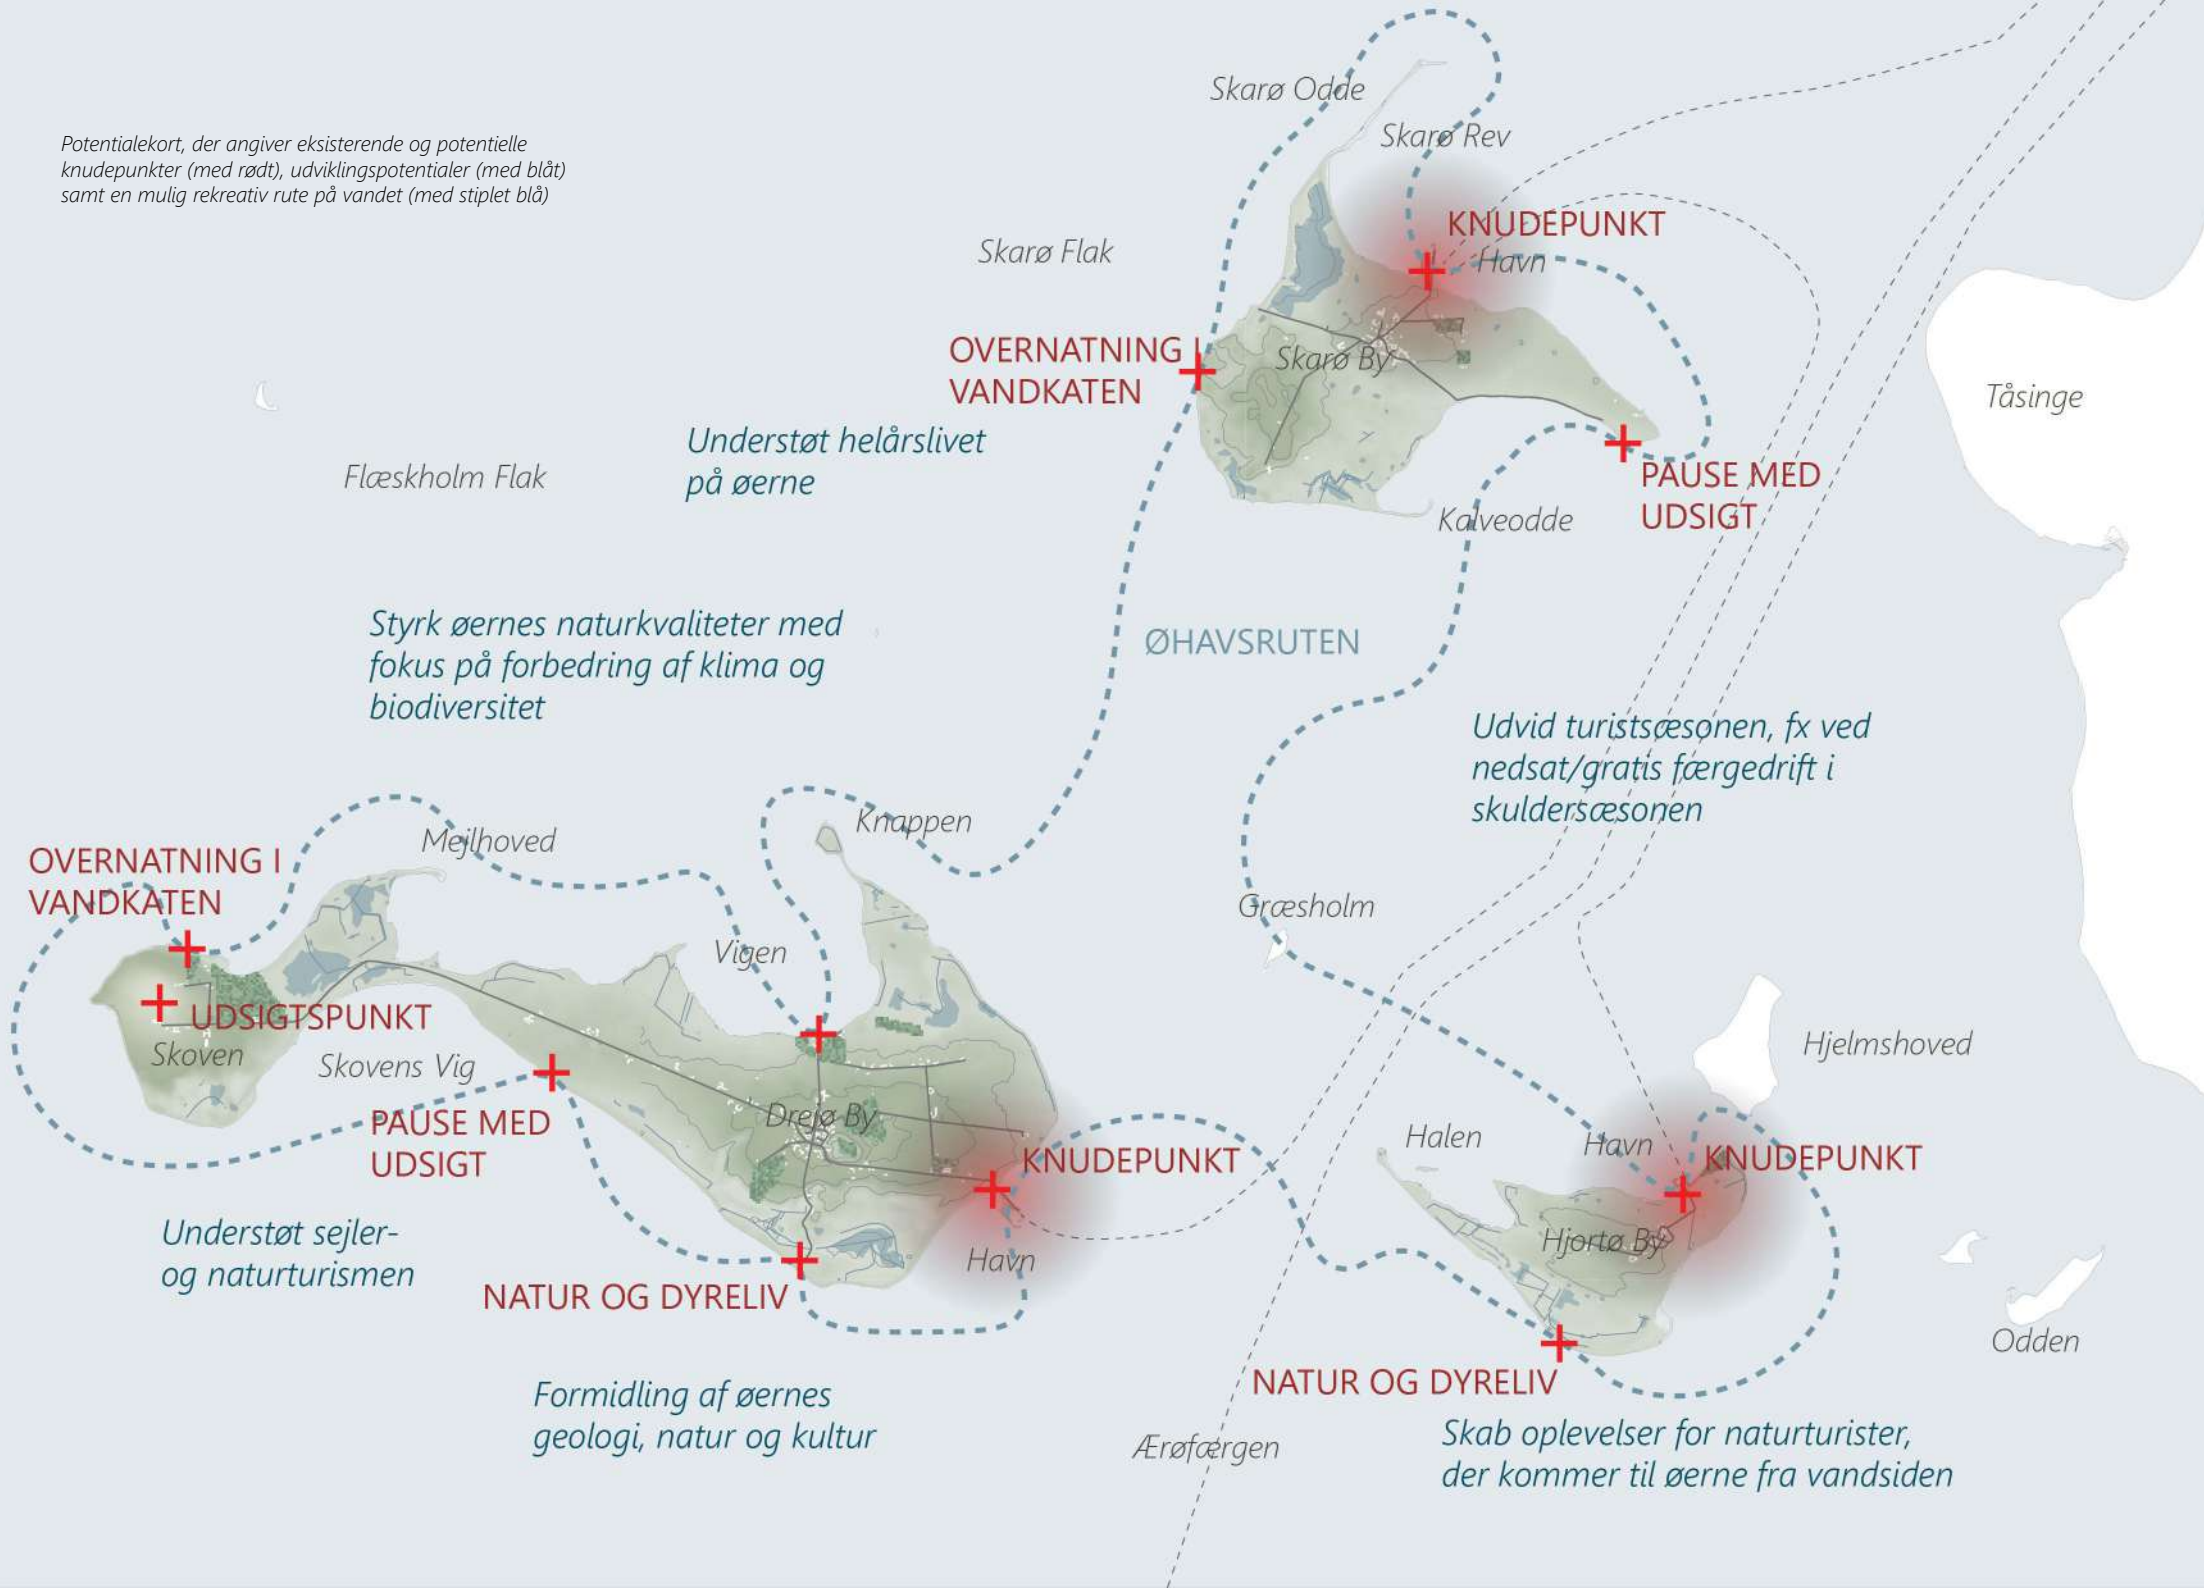 Skarø Odde
Skarø Rev
Potentialekort, der angiver eksisterende og potentielle
knudepunkter (med rødt), udviklingspotentialer (med blåt)
samt en mulig rekreativ rute på vandet (med stiplet blå)
KNUDEPUNKT
Havn
Skarø Flak
OVERNATNING I
VANDKATEN
Skarø By
Tåsinge
Understøt helårslivet
på øerne
Flæskholm Flak
PAUSE MED
UDSIGT
Kalveodde
Styrk øernes naturkvaliteter med
fokus på forbedring af klima og
biodiversitet
ØHAVSRUTEN
Udvid turistsæsonen, fx ved
nedsat/gratis færgedrift i
skuldersæsonen
Knappen
Mejlhoved
OVERNATNING I
VANDKATEN
Græsholm
Vigen
UDSIGTSPUNKT
Skoven
Skovens Vig
Hjelmshoved
PAUSE MED
UDSIGT
Drejø By
KNUDEPUNKT
Halen
Havn
KNUDEPUNKT
Understøt sejler-
og naturturismen
Havn
Hjortø By
NATUR OG DYRELIV
Odden
NATUR OG DYRELIV
Formidling af øernes
geologi, natur og kultur
Ærøfærgen
Skab oplevelser for naturturister,
der kommer til øerne fra vandsiden